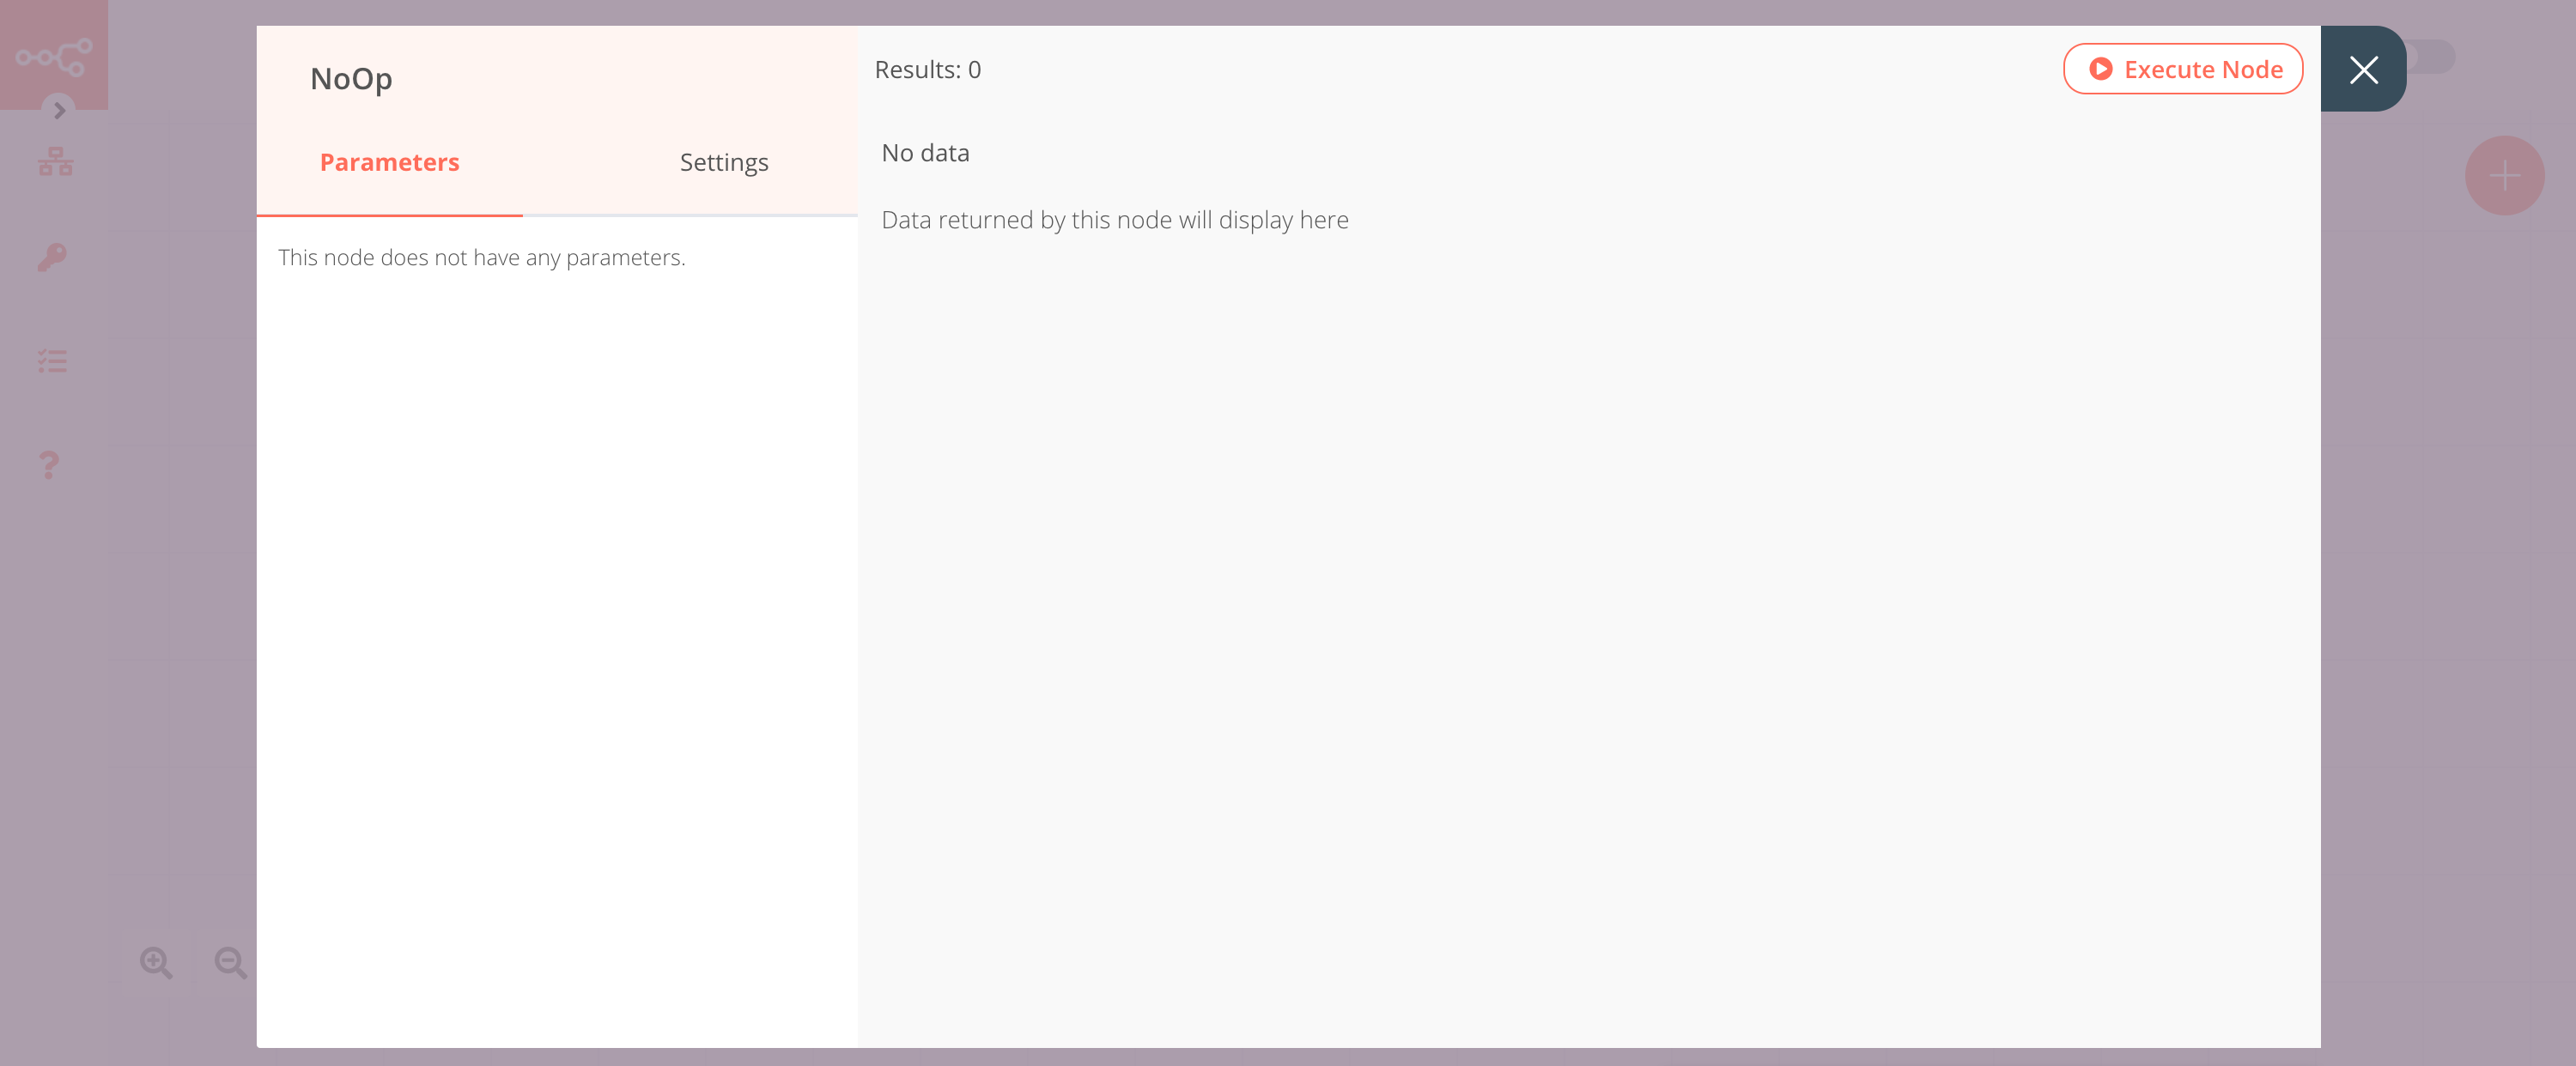 NoOp
Parameters
Settings
This node does not have any parameters.
Results: 0
Execute Node
No data
Data returned by this node will display here